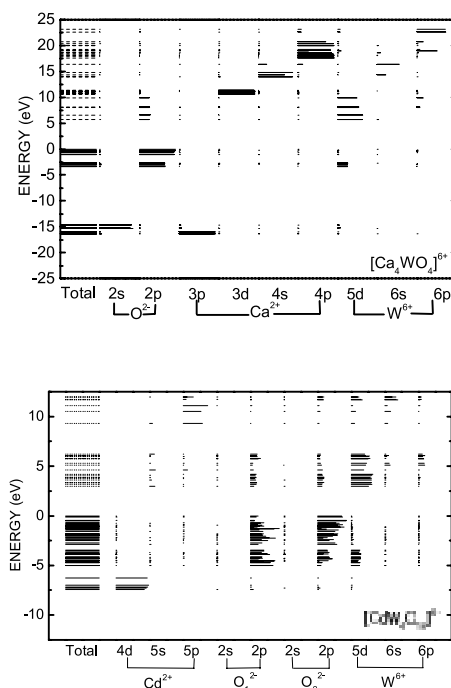 25
20
15
10
5
0
-5
-10
-15
-20
-25
ENERGY (eV)
[Ca₄WO₄]⁶⁺
Total 2s 2p 3p 3d 4s 4p 5d 6s 6p
O²⁻ Ca²⁺ W⁶⁺
10
5
0
-5
-10
ENERGY (eV)
Total 4d 5s 5p 2s 2p 2s 2p 5d 6s 6p
Cd²⁺ O₁²⁻ O₂²⁻ W⁶⁺